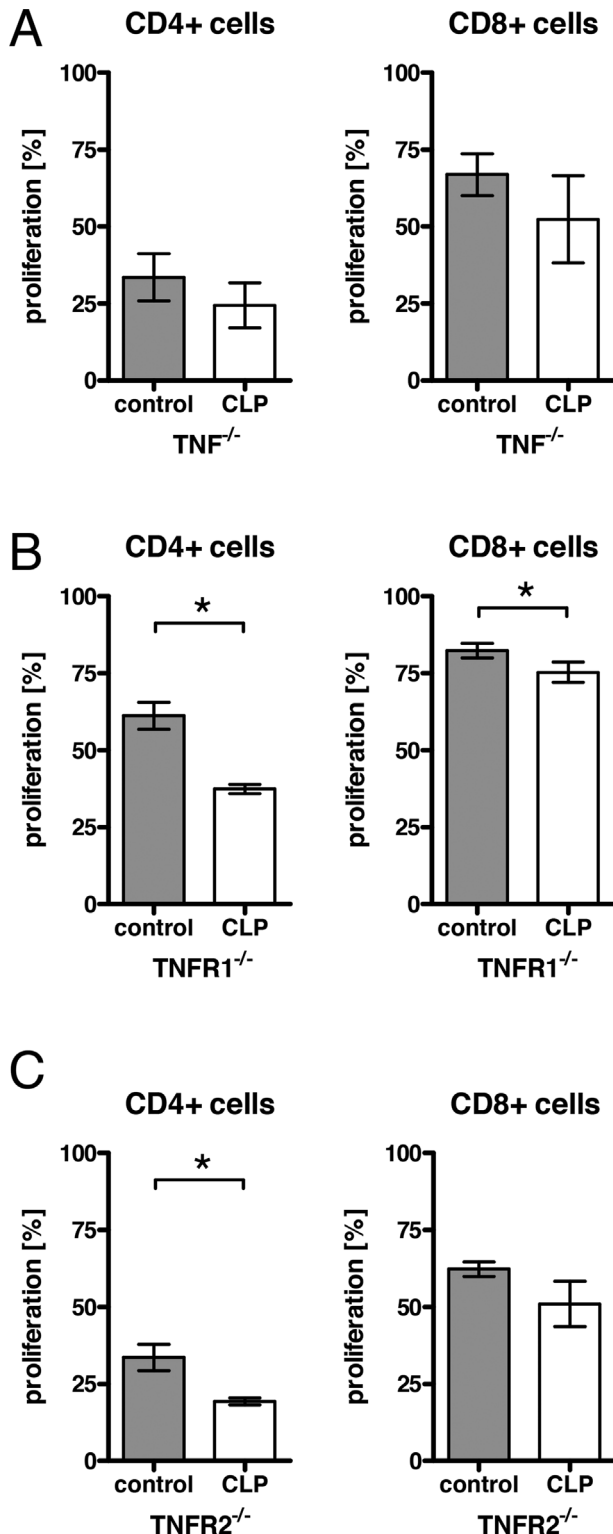 A
CD4+ cells
CD8+ cells
proliferation [%]
100
75
50
25
0
control CLP
TNF-/-
proliferation [%]
100
75
50
25
0
control CLP
TNF-/-
B
CD4+ cells
CD8+ cells
proliferation [%]
100
75
50
25
0
*
control CLP
TNFR1-/-
proliferation [%]
100
75
50
25
0
*
control CLP
TNFR1-/-
C
CD4+ cells
CD8+ cells
proliferation [%]
100
75
50
25
0
*
control CLP
TNFR2-/-
proliferation [%]
100
75
50
25
0
control CLP
TNFR2-/-